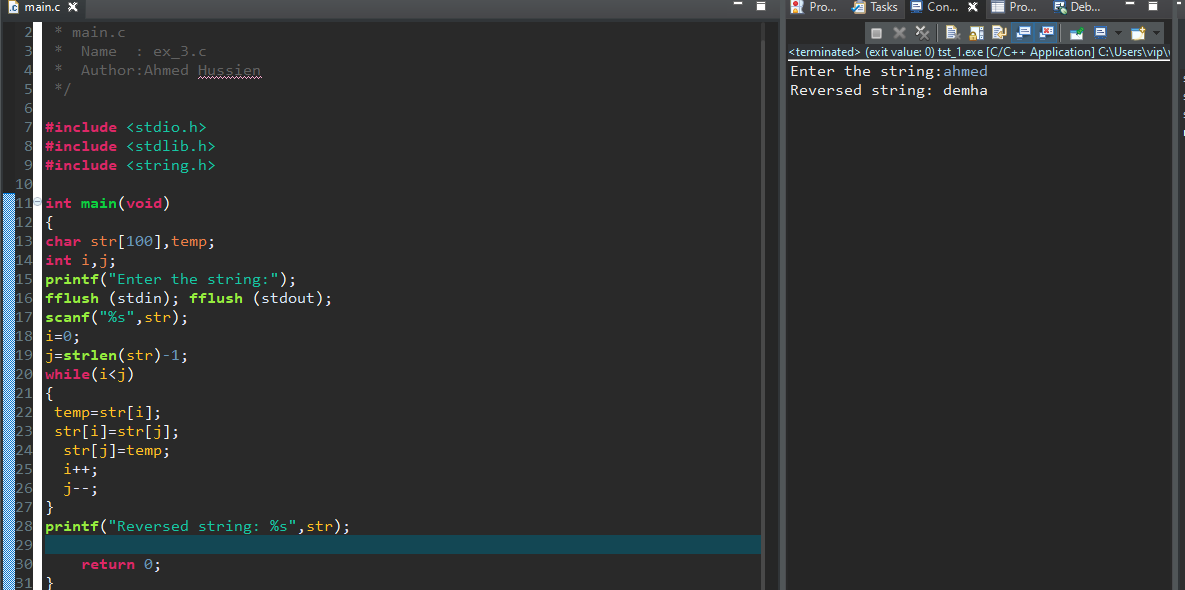 main.c
2 * main.c
3 * Name : ex_3.c
4 * Author:Ahmed Hussien
5 */
6
7 #include <stdio.h>
8 #include <stdlib.h>
9 #include <string.h>
10
11 int main(void)
12 {
13 char str[100],temp;
14 int i,j;
15 printf("Enter the string:");
16 fflush (stdin); fflush (stdout);
17 scanf("%s",str);
18 i=0;
19 j=strlen(str)-1;
20 while(i<j)
21 {
22 temp=str[i];
23 str[i]=str[j];
24 str[j]=temp;
25 i++;
26 j--;
27 }
28 printf("Reversed string: %s",str);
29
30 return 0;
31 }
Pro... Tasks Con... Pro... Deb...
<terminated> (exit value: 0) tst_1.exe [C/C++ Application] C:\Users\vip\
Enter the string:ahmed
Reversed string: demha